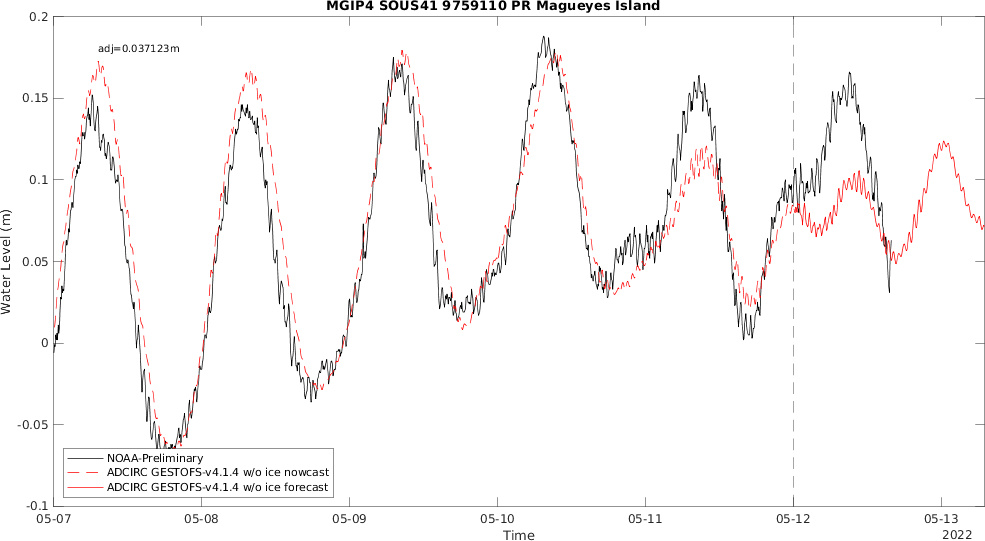 MGIP4 SOUS41 9759110 PR Magueyes Island
adj=0.037123m
0.2
0.15
0.1
0.05
0
-0.05
-0.1
Water Level (m)
NOAA-Preliminary
ADCIRC GESTOFS-v4.1.4 w/o ice nowcast
ADCIRC GESTOFS-v4.1.4 w/o ice forecast
05-07 05-08 05-09 05-10 05-11 05-12 05-13
Time
2022